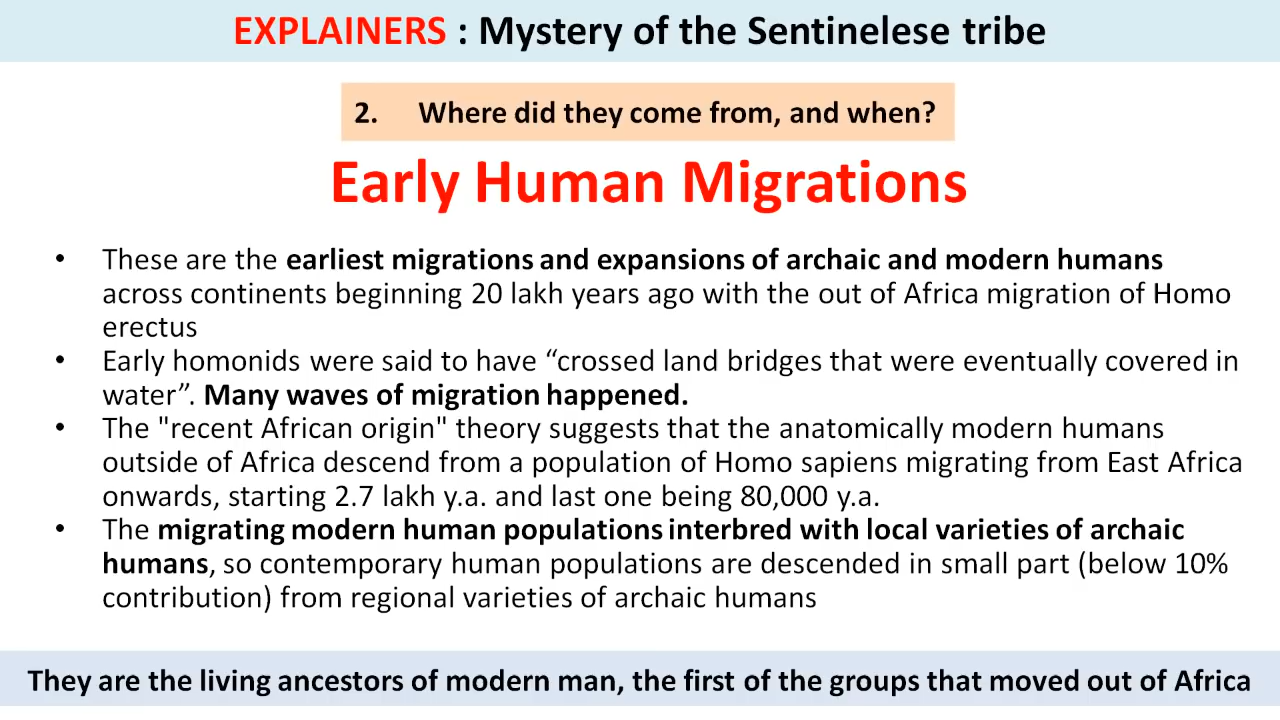 EXPLAINERS : Mystery of the Sentinelese tribe
2. Where did they come from, and when?
Early Human Migrations
• These are the earliest migrations and expansions of archaic and modern humans
across continents beginning 20 lakh years ago with the out of Africa migration of Homo
erectus
• Early homonids were said to have “crossed land bridges that were eventually covered in
water”. Many waves of migration happened.
• The "recent African origin" theory suggests that the anatomically modern humans
outside of Africa descend from a population of Homo sapiens migrating from East Africa
onwards, starting 2.7 lakh y.a. and last one being 80,000 y.a.
• The migrating modern human populations interbred with local varieties of archaic
humans, so contemporary human populations are descended in small part (below 10%
contribution) from regional varieties of archaic humans
They are the living ancestors of modern man, the first of the groups that moved out of Africa